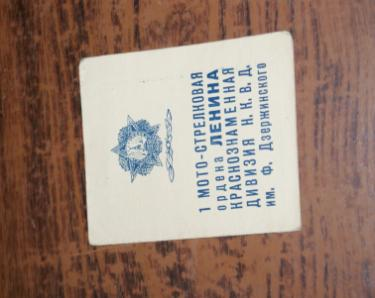 1 МОТО-СТРЕЛКОВАЯ
ордена ЛЕНИНА
КРАСНОЗНАМЕННАЯ
ДИВИЗИЯ Н.К.В.Д.
им. Ф. Дзержинского